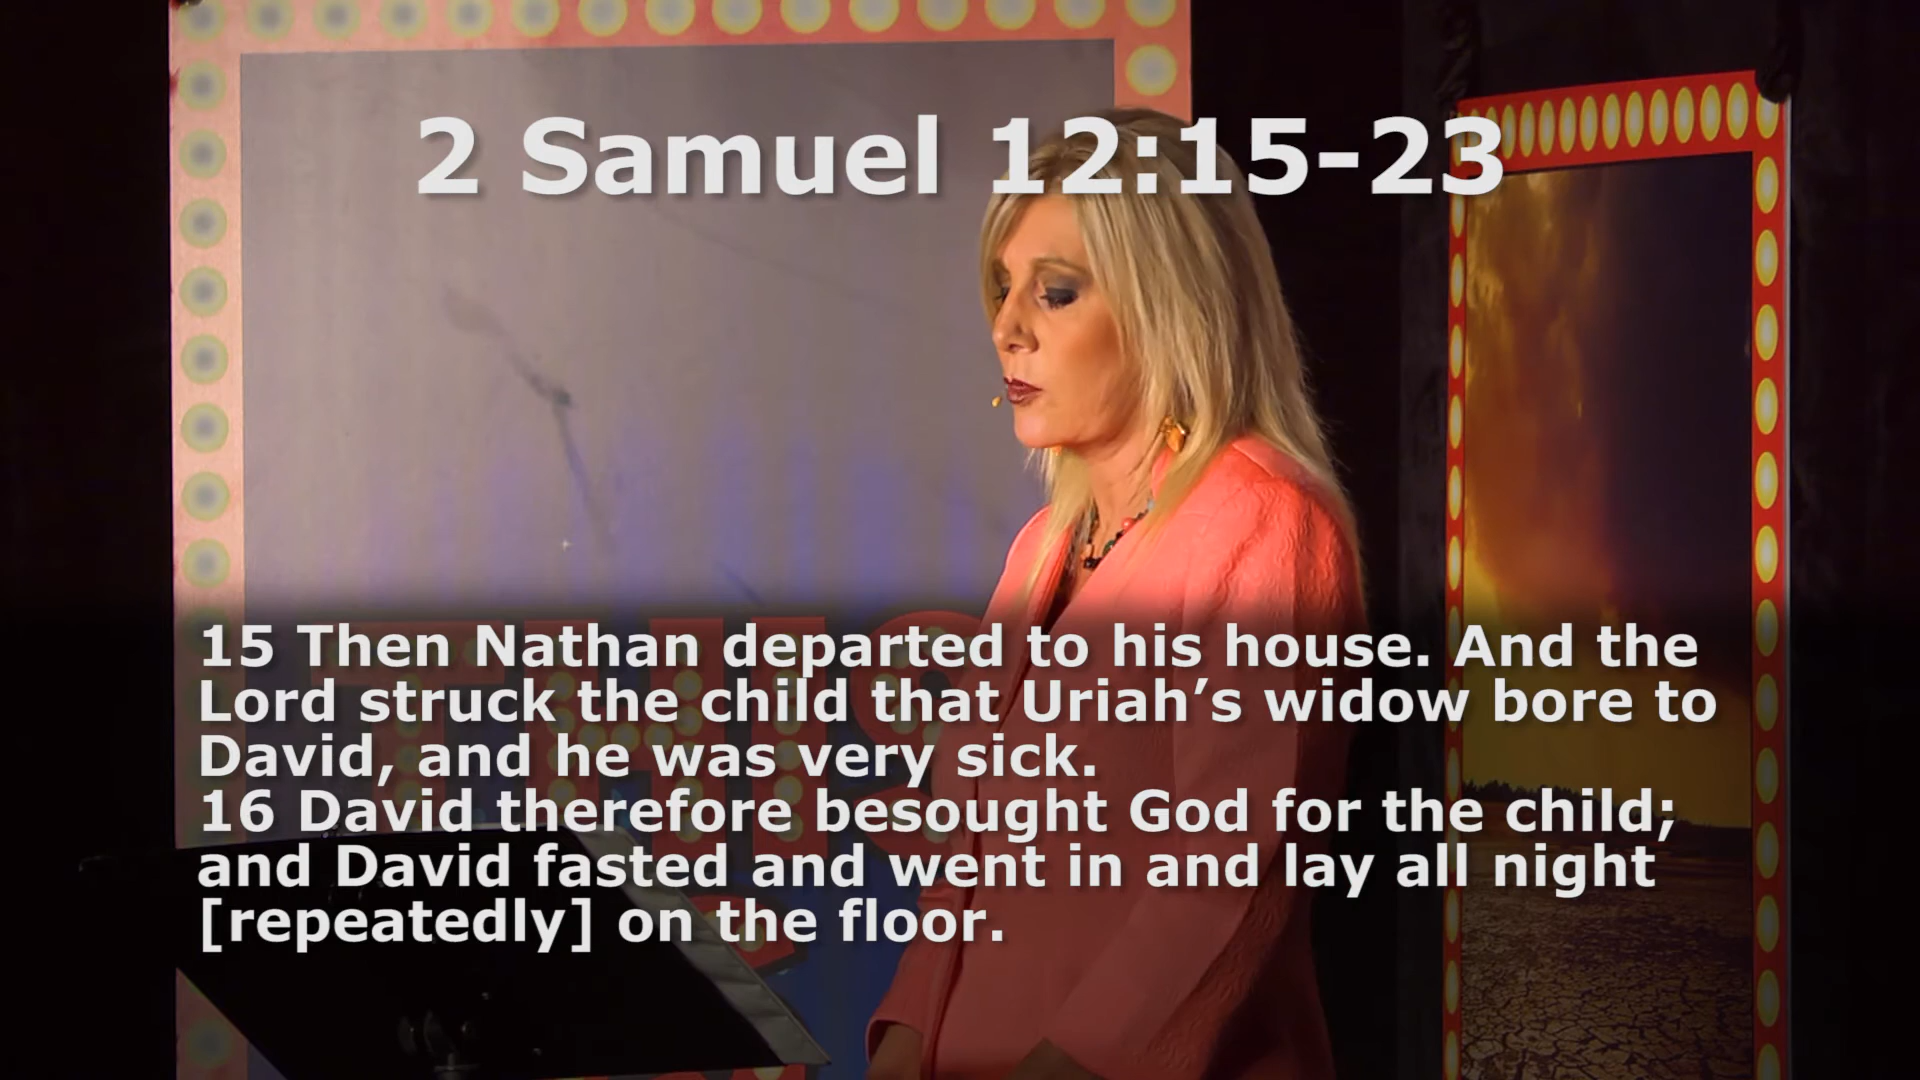 2 Samuel 12:15-23
15 Then Nathan departed to his house. And the
Lord struck the child that Uriah’s widow bore to
David, and he was very sick.
16 David therefore besought God for the child;
and David fasted and went in and lay all night
[repeatedly] on the floor.
THIS